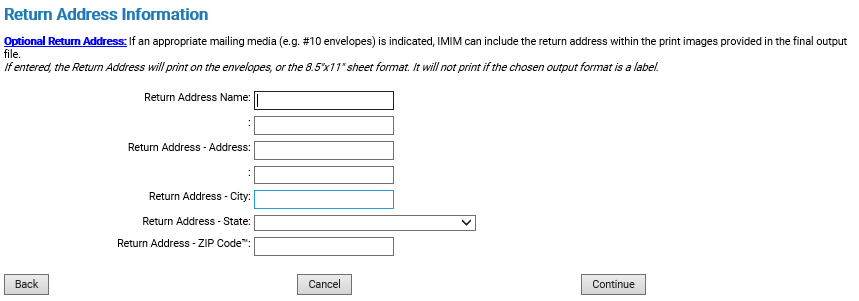 Return Address Information
Optional Return Address: If an appropriate mailing media (e.g. #10 envelopes) is indicated, IMIM can include the return address within the print images provided in the final output
file.
If entered, the Return Address will print on the envelopes, or the 8.5"x11" sheet format. It will not print if the chosen output format is a label.
Return Address Name:
:
Return Address - Address:
:
Return Address - City:
Return Address - State:
Return Address - ZIP Code™:
Back Cancel Continue